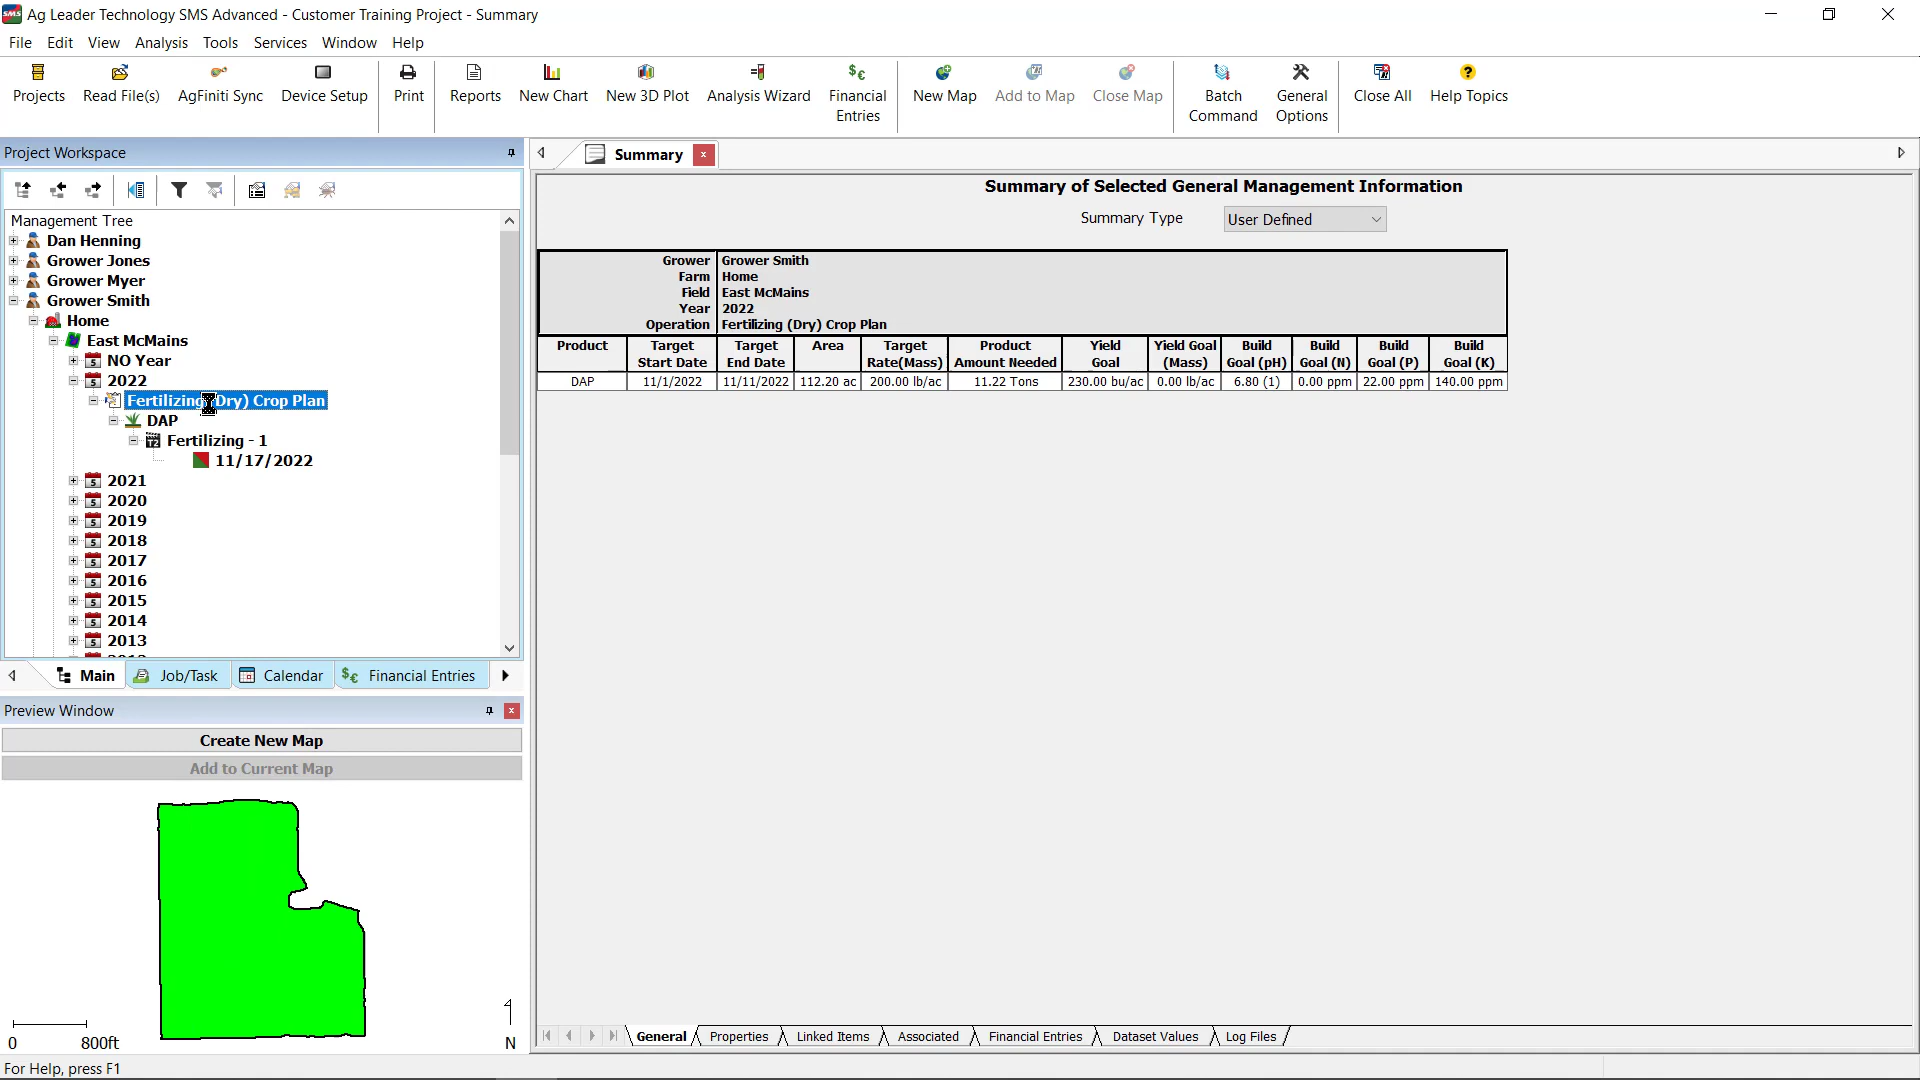 Ag Leader Technology SMS Advanced - Customer Training Project - Summary
File Edit View Analysis Tools Services Window Help
Projects Read File(s) AgFiniti Sync Device Setup Print Reports New Chart New 3D Plot Analysis Wizard Financial Entries New Map Add to Map Close Map Batch Command General Options Close All Help Topics
Project Workspace
Summary
Management Tree
Dan Henning
Grower Jones
Grower Myer
Grower Smith
Home
East McMains
NO Year
2022
Fertilizing (Dry) Crop Plan
DAP
Fertilizing - 1
11/17/2022
2021
2020
2019
2018
2017
2016
2015
2014
2013
Main Job/Task Calendar Financial Entries
Preview Window
Create New Map
Add to Current Map
0 800ft
N
Summary of Selected General Management Information
Summary Type User Defined
Grower Grower Smith
Farm Home
Field East McMains
Year 2022
Operation Fertilizing (Dry) Crop Plan
Product Target Target Area Target Product Yield Yield Goal Build Build Build Build
Start Date End Date Rate(Mass) Amount Needed Goal (Mass) Goal (pH) Goal (N) Goal (P) Goal (K)
DAP 11/1/2022 11/11/2022 112.20 ac 200.00 lb/ac 11.22 Tons 230.00 bu/ac 0.00 lb/ac 6.80 (1) 0.00 ppm 22.00 ppm 140.00 ppm
General Properties Linked Items Associated Financial Entries Dataset Values Log Files
For Help, press F1